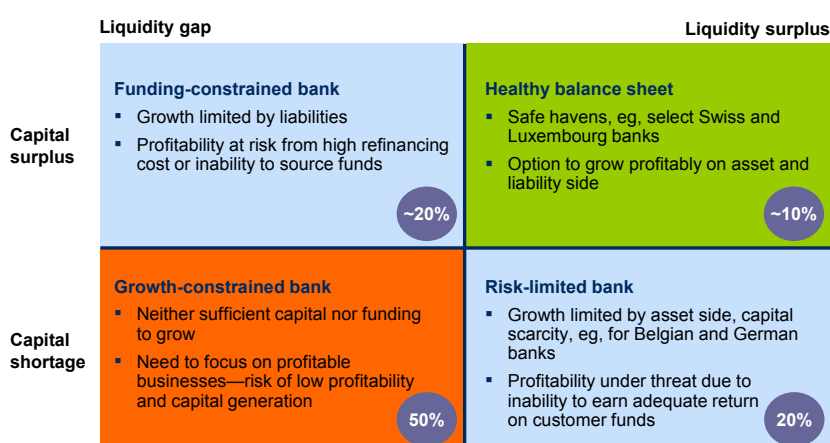 Liquidity gap
Liquidity surplus
Capital
surplus
Funding-constrained bank
▪ Growth limited by liabilities
▪ Profitability at risk from high refinancing
cost or inability to source funds
~20%
Healthy balance sheet
▪ Safe havens, eg, select Swiss and
Luxembourg banks
▪ Option to grow profitably on asset and
liability side
~10%
Capital
shortage
Growth-constrained bank
▪ Neither sufficient capital nor funding
to grow
▪ Need to focus on profitable
businesses—risk of low profitability
and capital generation
50%
Risk-limited bank
▪ Growth limited by asset side, capital
scarcity, eg, for Belgian and German
banks
▪ Profitability under threat due to
inability to earn adequate return
on customer funds
20%